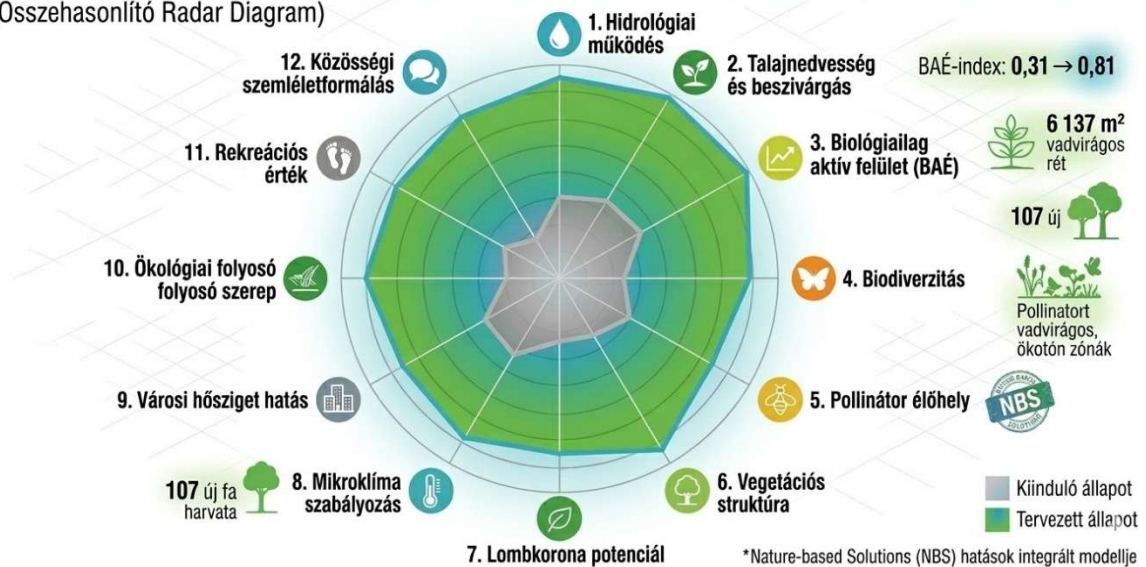 Összehasonlító Radar Diagram)
1. Hidrológiai
működés
2. Talajnedvesség
és beszivárgás
BAÉ-index: 0,31 → 0,81
12. Közösségi
szemléletformálás
3. Biológiailag
aktív felület (BAÉ)
6 137 m²
vadvirágos
rét
11. Rekreációs
érték
107 új
10. Ökológiai folyosó
folyosó szerep
4. Biodiverzitás
Pollinatort
vadvirágos,
ökotón zónák
9. Városi hősziget hatás
5. Pollinátor élőhely
NBS
107 új fa
harvata
8. Mikroklíma
szabályozás
6. Vegetációs
struktúra
7. Lombkorona potenciál
Kiinduló állapot
Tervezett állapot
*Nature-based Solutions (NBS) hatások integrált modellje